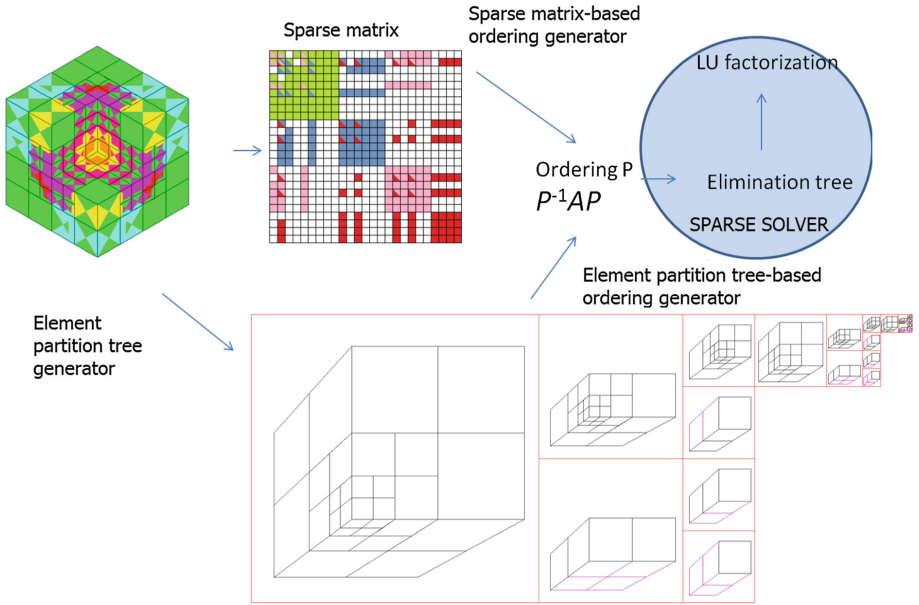 Sparse matrix
Sparse matrix-based
ordering generator
LU factorization
Ordering P
P-1AP
Elimination tree
SPARSE SOLVER
Element partition tree-based
ordering generator
Element
partition tree
generator